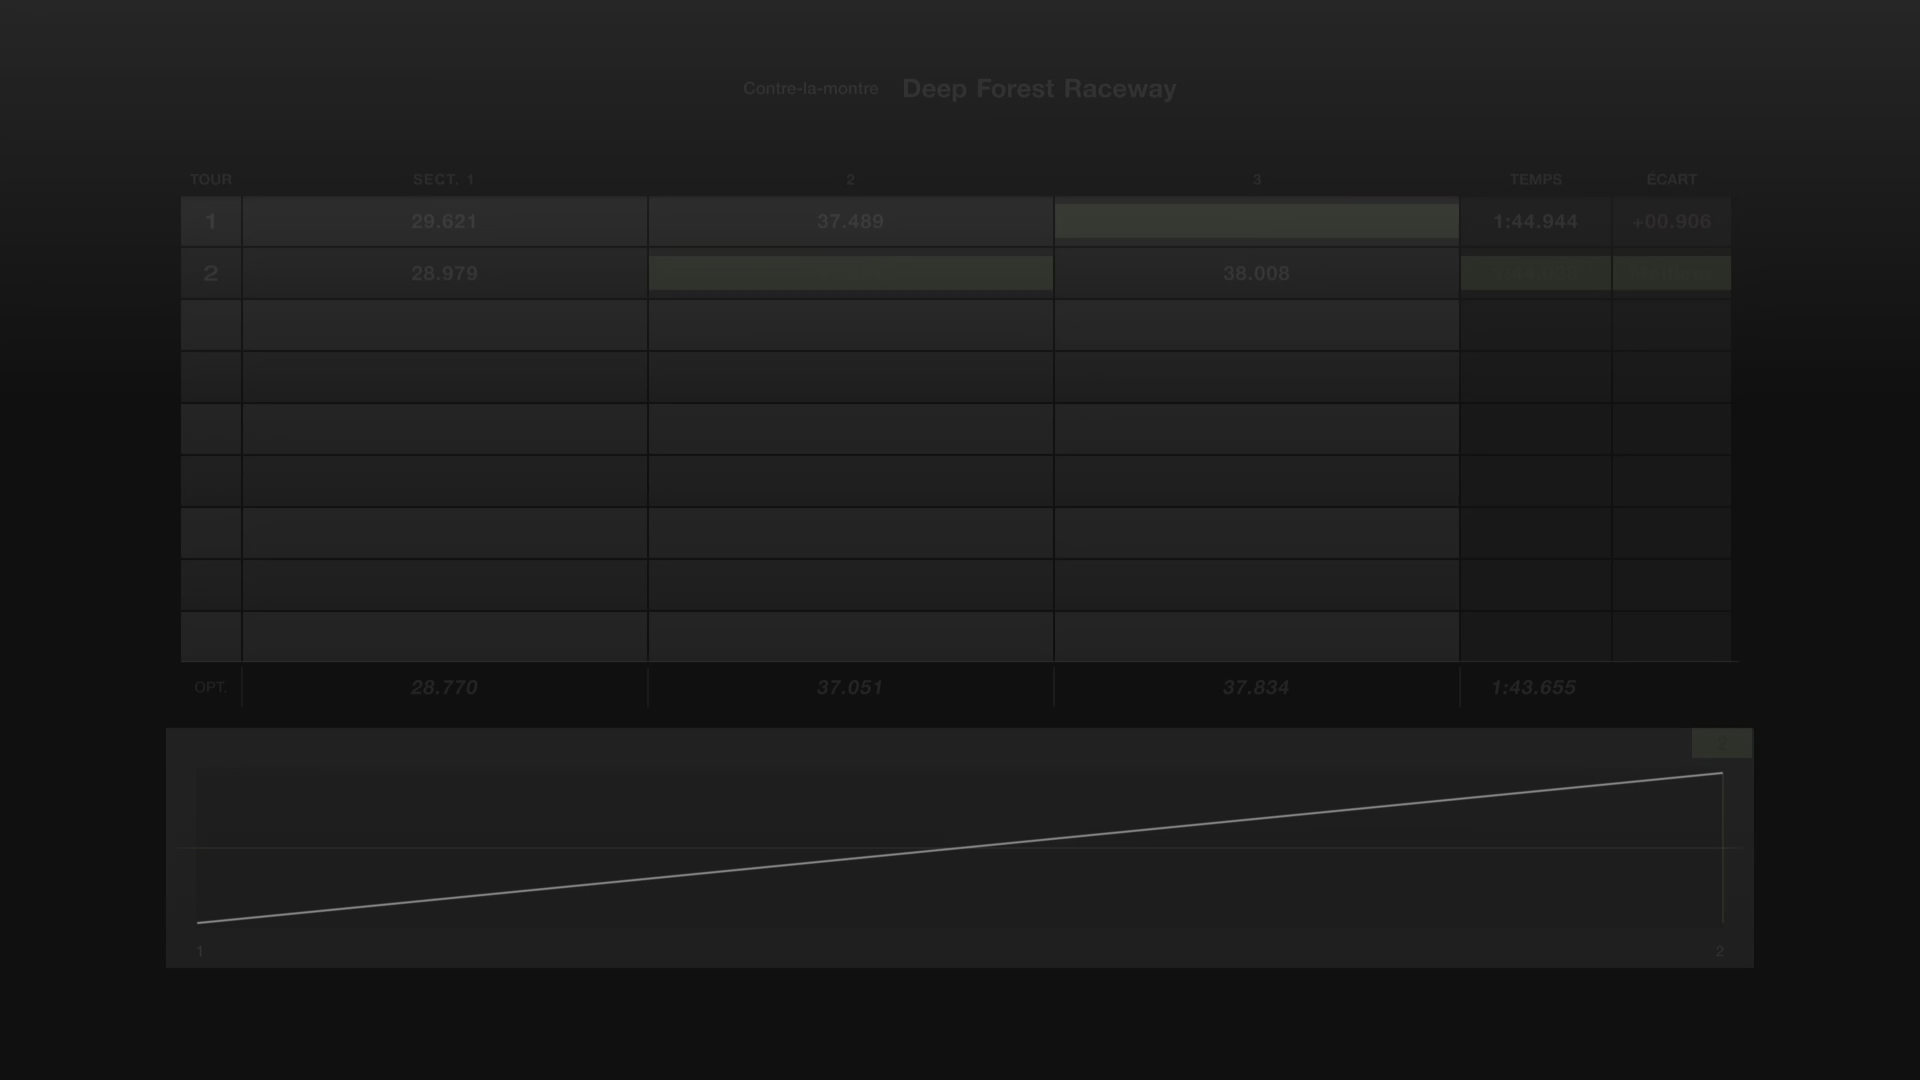 Contre-la-montre Deep Forest Raceway
TOUR SECT. 1 2 3 TEMPS ÉCART
1 29.621 37.489 1:44.944 +00.906
2 28.979 38.008
OPT. 28.770 37.051 37.834 1:43.655
2
1 2